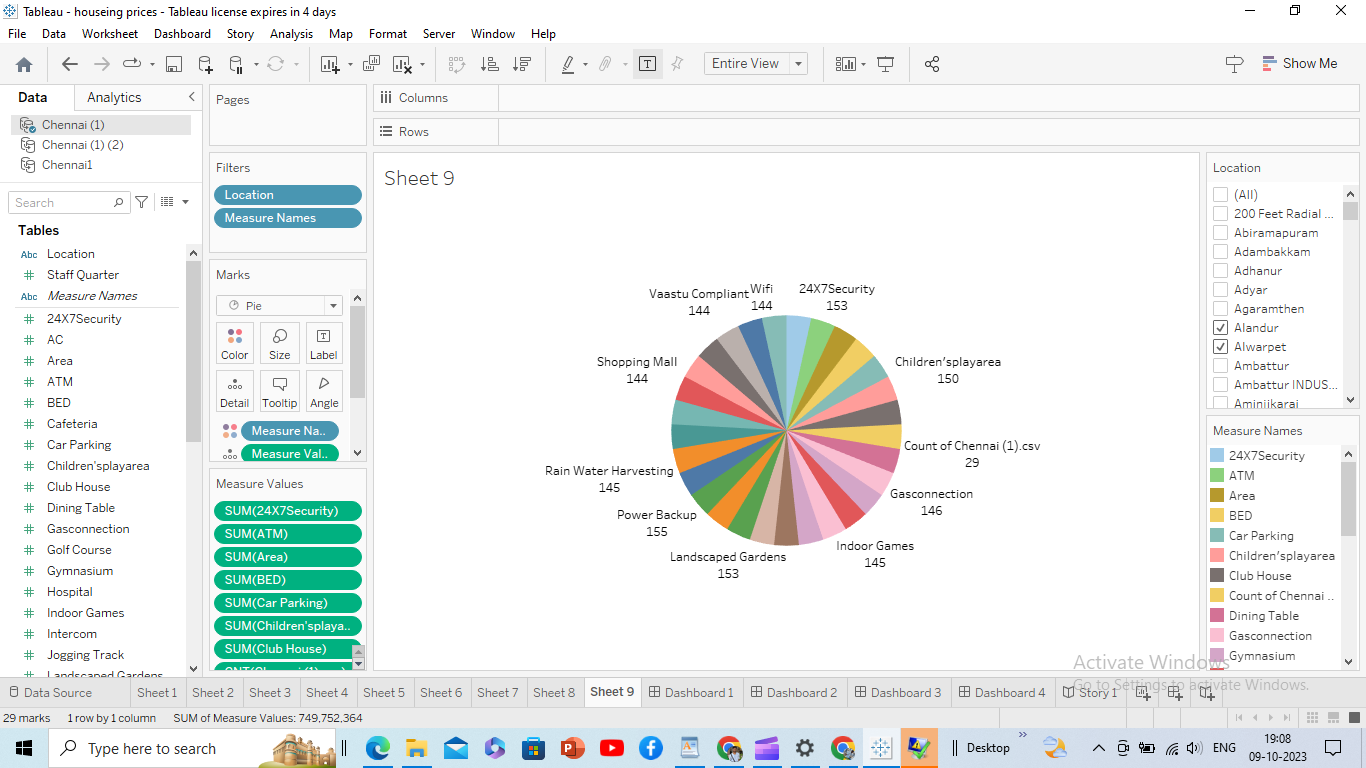 Tableau - houseing prices - Tableau license expires in 4 days
File Data Worksheet Dashboard Story Analysis Map Format Server Window Help
Entire View
Show Me
Data Analytics
Chennai (1)
Chennai (1) (2)
Chennai1
Search
Tables
Abc Location
# Staff Quarter
Abc Measure Names
# 24X7Security
# AC
# Area
# ATM
# BED
# Cafeteria
# Car Parking
# Children'splayarea
# Club House
# Dining Table
# Gasconnection
# Golf Course
# Gymnasium
# Hospital
# Indoor Games
# Intercom
# Jogging Track
# Landscaped Gardens
Pages
Filters
Location
Measure Names
Marks
Pie
Color Size Label
Detail Tooltip Angle
Measure Na..
Measure Val..
Measure Values
SUM(24X7Security)
SUM(ATM)
SUM(Area)
SUM(BED)
SUM(Car Parking)
SUM(Children'splaya..
SUM(Club House)
Columns
Rows
Sheet 9
Vaastu Compliant
144
Wifi
144
24X7Security
153
Shopping Mall
144
Children'splayarea
150
Count of Chennai (1).csv
29
Rain Water Harvesting
145
Gasconnection
146
Power Backup
155
Indoor Games
145
Landscaped Gardens
153
Location
(All)
200 Feet Radial ...
Abiramapuram
Adambakkam
Adhanur
Adyar
Agaramthen
Alandur
Alwarpet
Ambattur
Ambattur INDUS...
Aminjikarai
Measure Names
24X7Security
ATM
Area
BED
Car Parking
Children'splayarea
Club House
Count of Chennai ..
Dining Table
Gasconnection
Gymnasium
Activate Windows
Go to Settings to activate Windows.
Data Source Sheet 1 Sheet 2 Sheet 3 Sheet 4 Sheet 5 Sheet 6 Sheet 7 Sheet 8 Sheet 9 Dashboard 1 Dashboard 2 Dashboard 3 Dashboard 4 Story 1
29 marks 1 row by 1 column SUM of Measure Values: 749,752,364
Type here to search
Desktop
ENG
19:08
09-10-2023